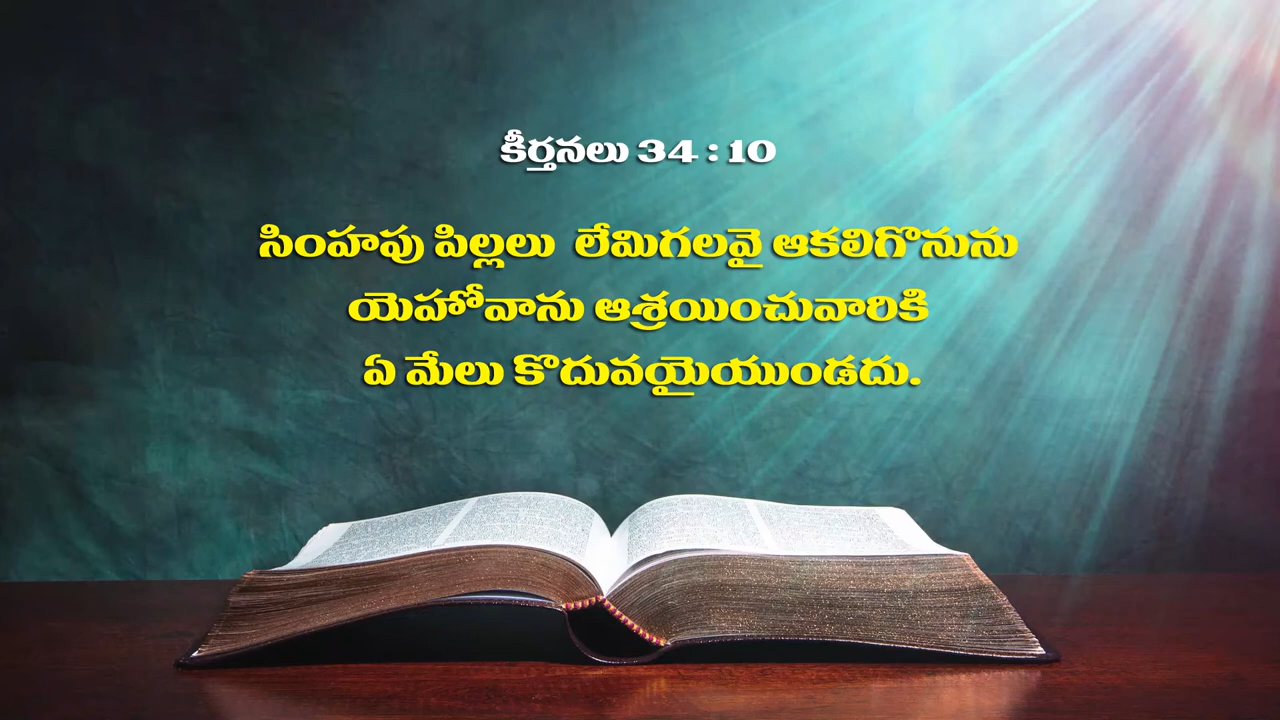 కీర్తనలు 34 : 10
సింహపు పిల్లలు లేమిగలవై ఆకలిగొనును
యెహోవాను ఆశ్రయించువారికి
ఏ మేలు కొదువయైయుండదు.